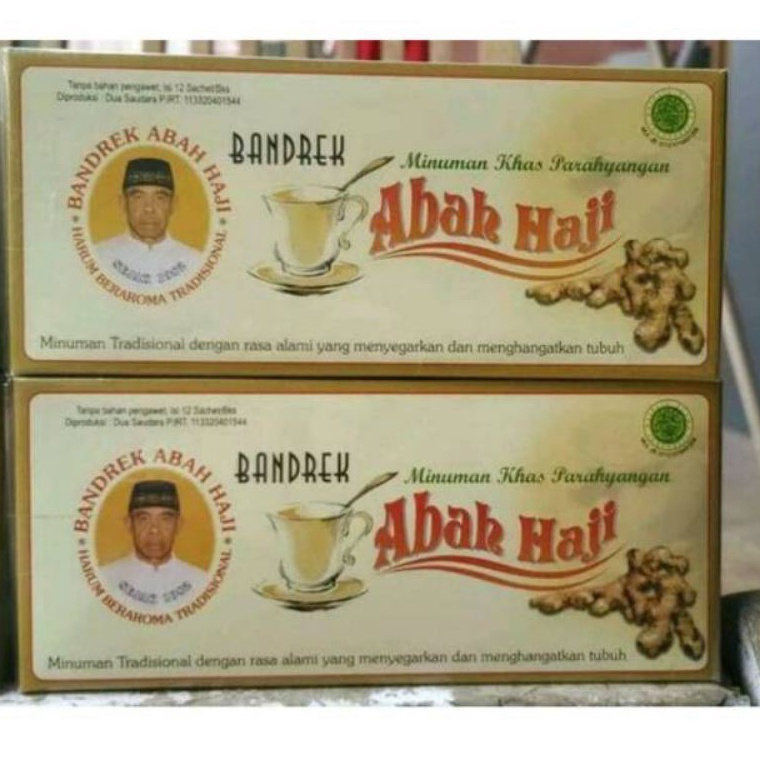 Tanpa bahan pengawet, Isi 12 Sachet/Bks
Diproduksi : Dua Saudara P.IRT. 113320401544
BANDREK ABAH HAJI
HARUM BERAROMA TRADISIONAL
BANDREK
Minuman Khas Parahyangan
Abah Haji
Minuman Tradisional dengan rasa alami yang menyegarkan dan menghangatkan tubuh
Tanpa bahan pengawet, Isi 12 Sachet/Bks
Diproduksi : Dua Saudara P.IRT. 113320401544
BANDREK ABAH HAJI
HARUM BERAROMA TRADISIONAL
BANDREK
Minuman Khas Parahyangan
Abah Haji
Minuman Tradisional dengan rasa alami yang menyegarkan dan menghangatkan tubuh